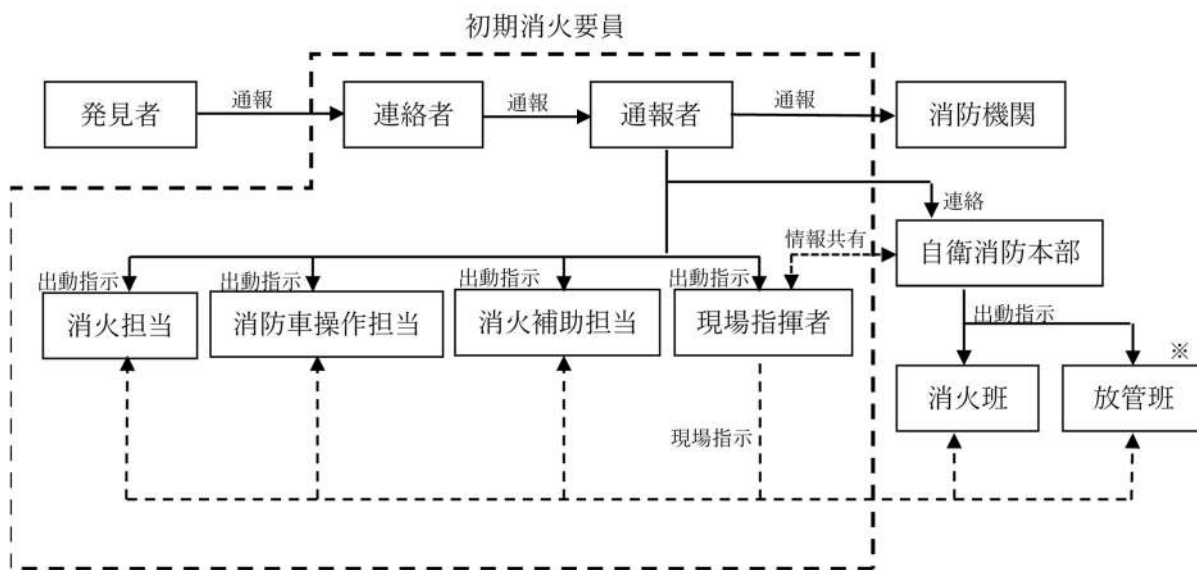 初期消火要員
発見者
通報
連絡者
通報
通報者
通報
消防機関
連絡
情報共有
自衛消防本部
出動指示
出動指示
出動指示
出動指示
消火担当
消防車操作担当
消火補助担当
現場指揮者
出動指示
※
消火班
放管班
現場指示